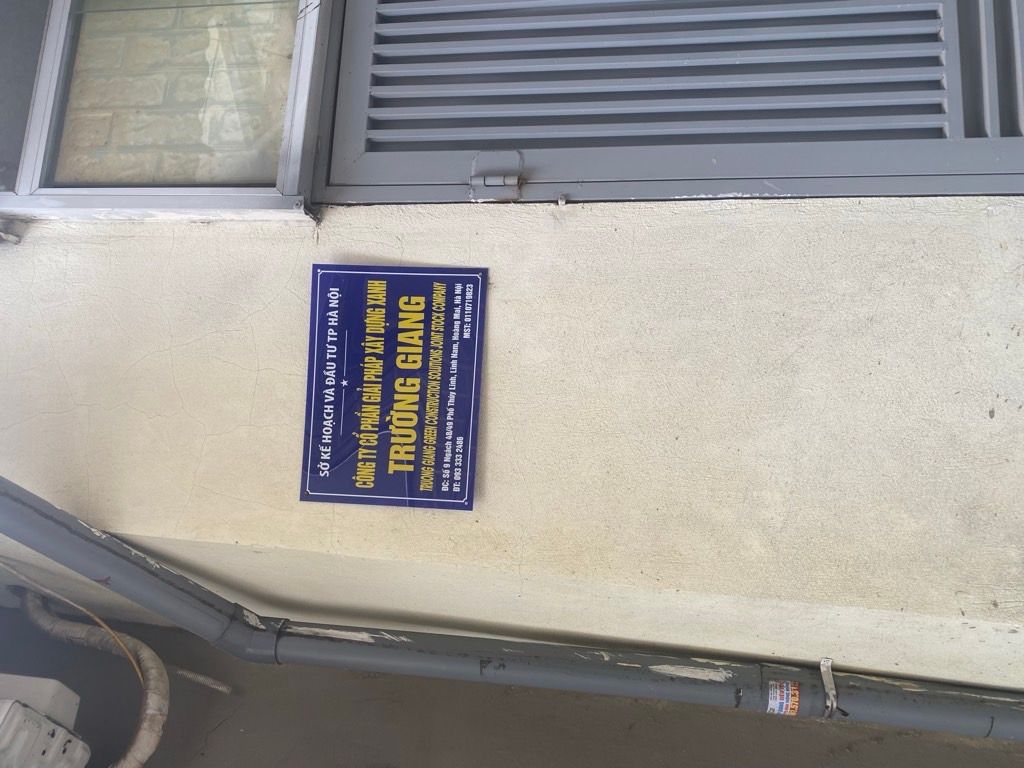 SỞ KẾ HOẠCH VÀ ĐẦU TƯ TP HÀ NỘI
CÔNG TY CỔ PHẦN GIẢI PHÁP XÂY DỰNG XANH
TRƯỜNG GIANG
TRUONG GIANG GREEN CONSTRUCTION SOLUTIONS JOINT STOCK COMPANY
ĐC: Số 9 Ngách 48/49 Phố Thúy Lĩnh, Lĩnh Nam, Hoàng Mai, Hà Nội
ĐT: 093 333 2486 MST: 0110719823